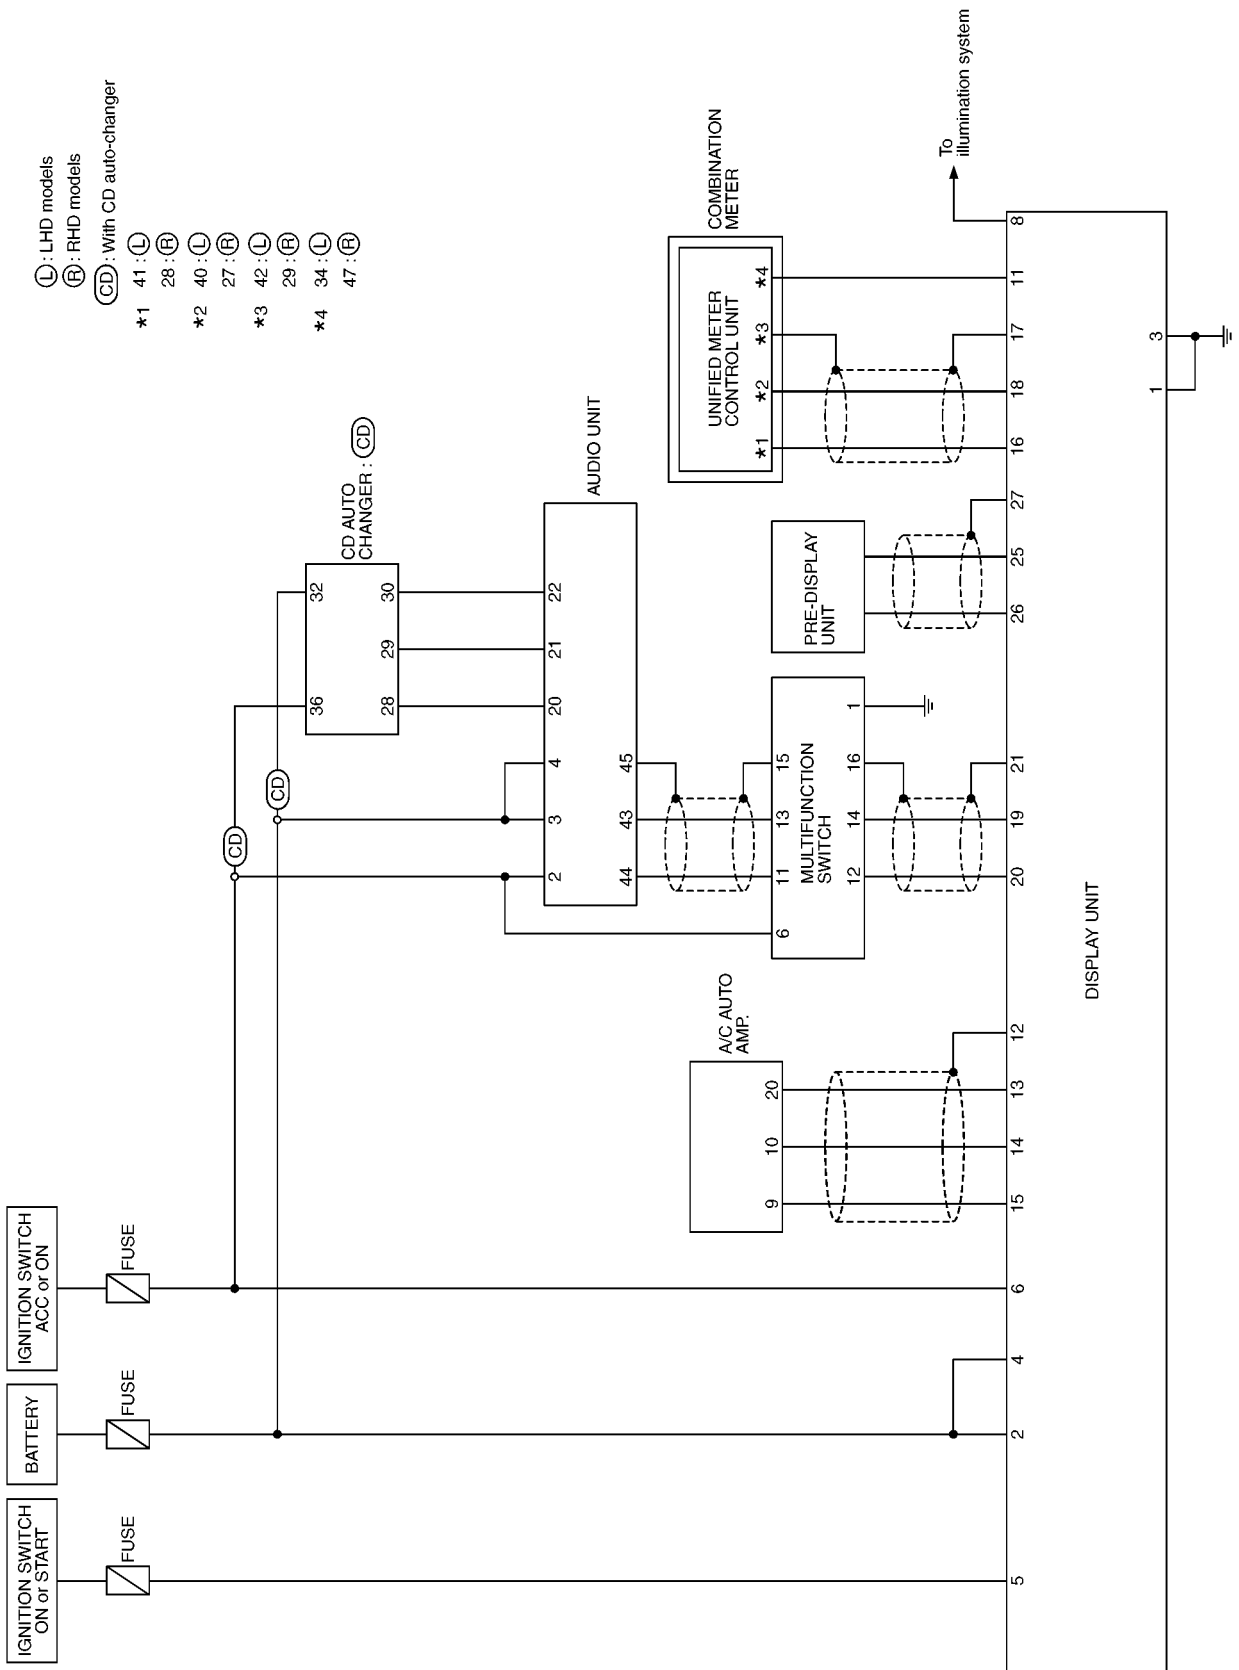 IGNITION SWITCH
ON or START
BATTERY
IGNITION SWITCH
ACC or ON
FUSE
FUSE
FUSE
L : LHD models
R : RHD models
CD : With CD auto-changer
*1 41 : L
28 : R
*2 40 : L
27 : R
*3 42 : L
29 : R
*4 34 : L
47 : R
CD
CD
36
32
28
29
30
CD AUTO
CHANGER : CD
2
3
4
20
21
22
44
43
45
AUDIO UNIT
A/C AUTO
AMP.
9
10
20
6
11
13
15
MULTIFUNCTION
SWITCH
12
14
16
1
PRE-DISPLAY
UNIT
COMBINATION
METER
UNIFIED METER
CONTROL UNIT
*1
*2
*3
*4
To
illumination system
5
2
4
6
15
14
13
12
20
19
21
26
25
27
16
18
17
11
8
DISPLAY UNIT
1
3